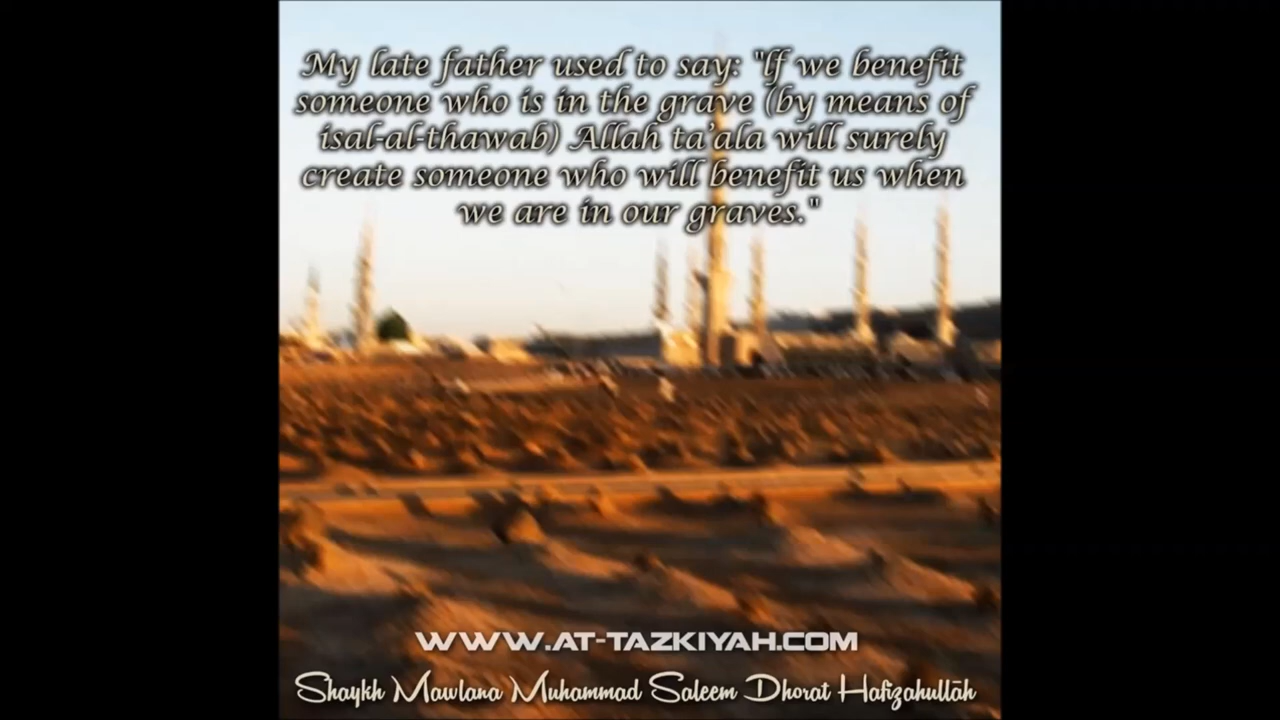 My late father used to say: "If we benefit
someone who is in the grave (by means of
isal-al-thawab) Allah ta'ala will surely
create someone who will benefit us when
we are in our graves."
WWW.AT-TAZKIYAH.COM
Shaykh Mawlana Muhammad Saleem Dhorat Hafizahullāh